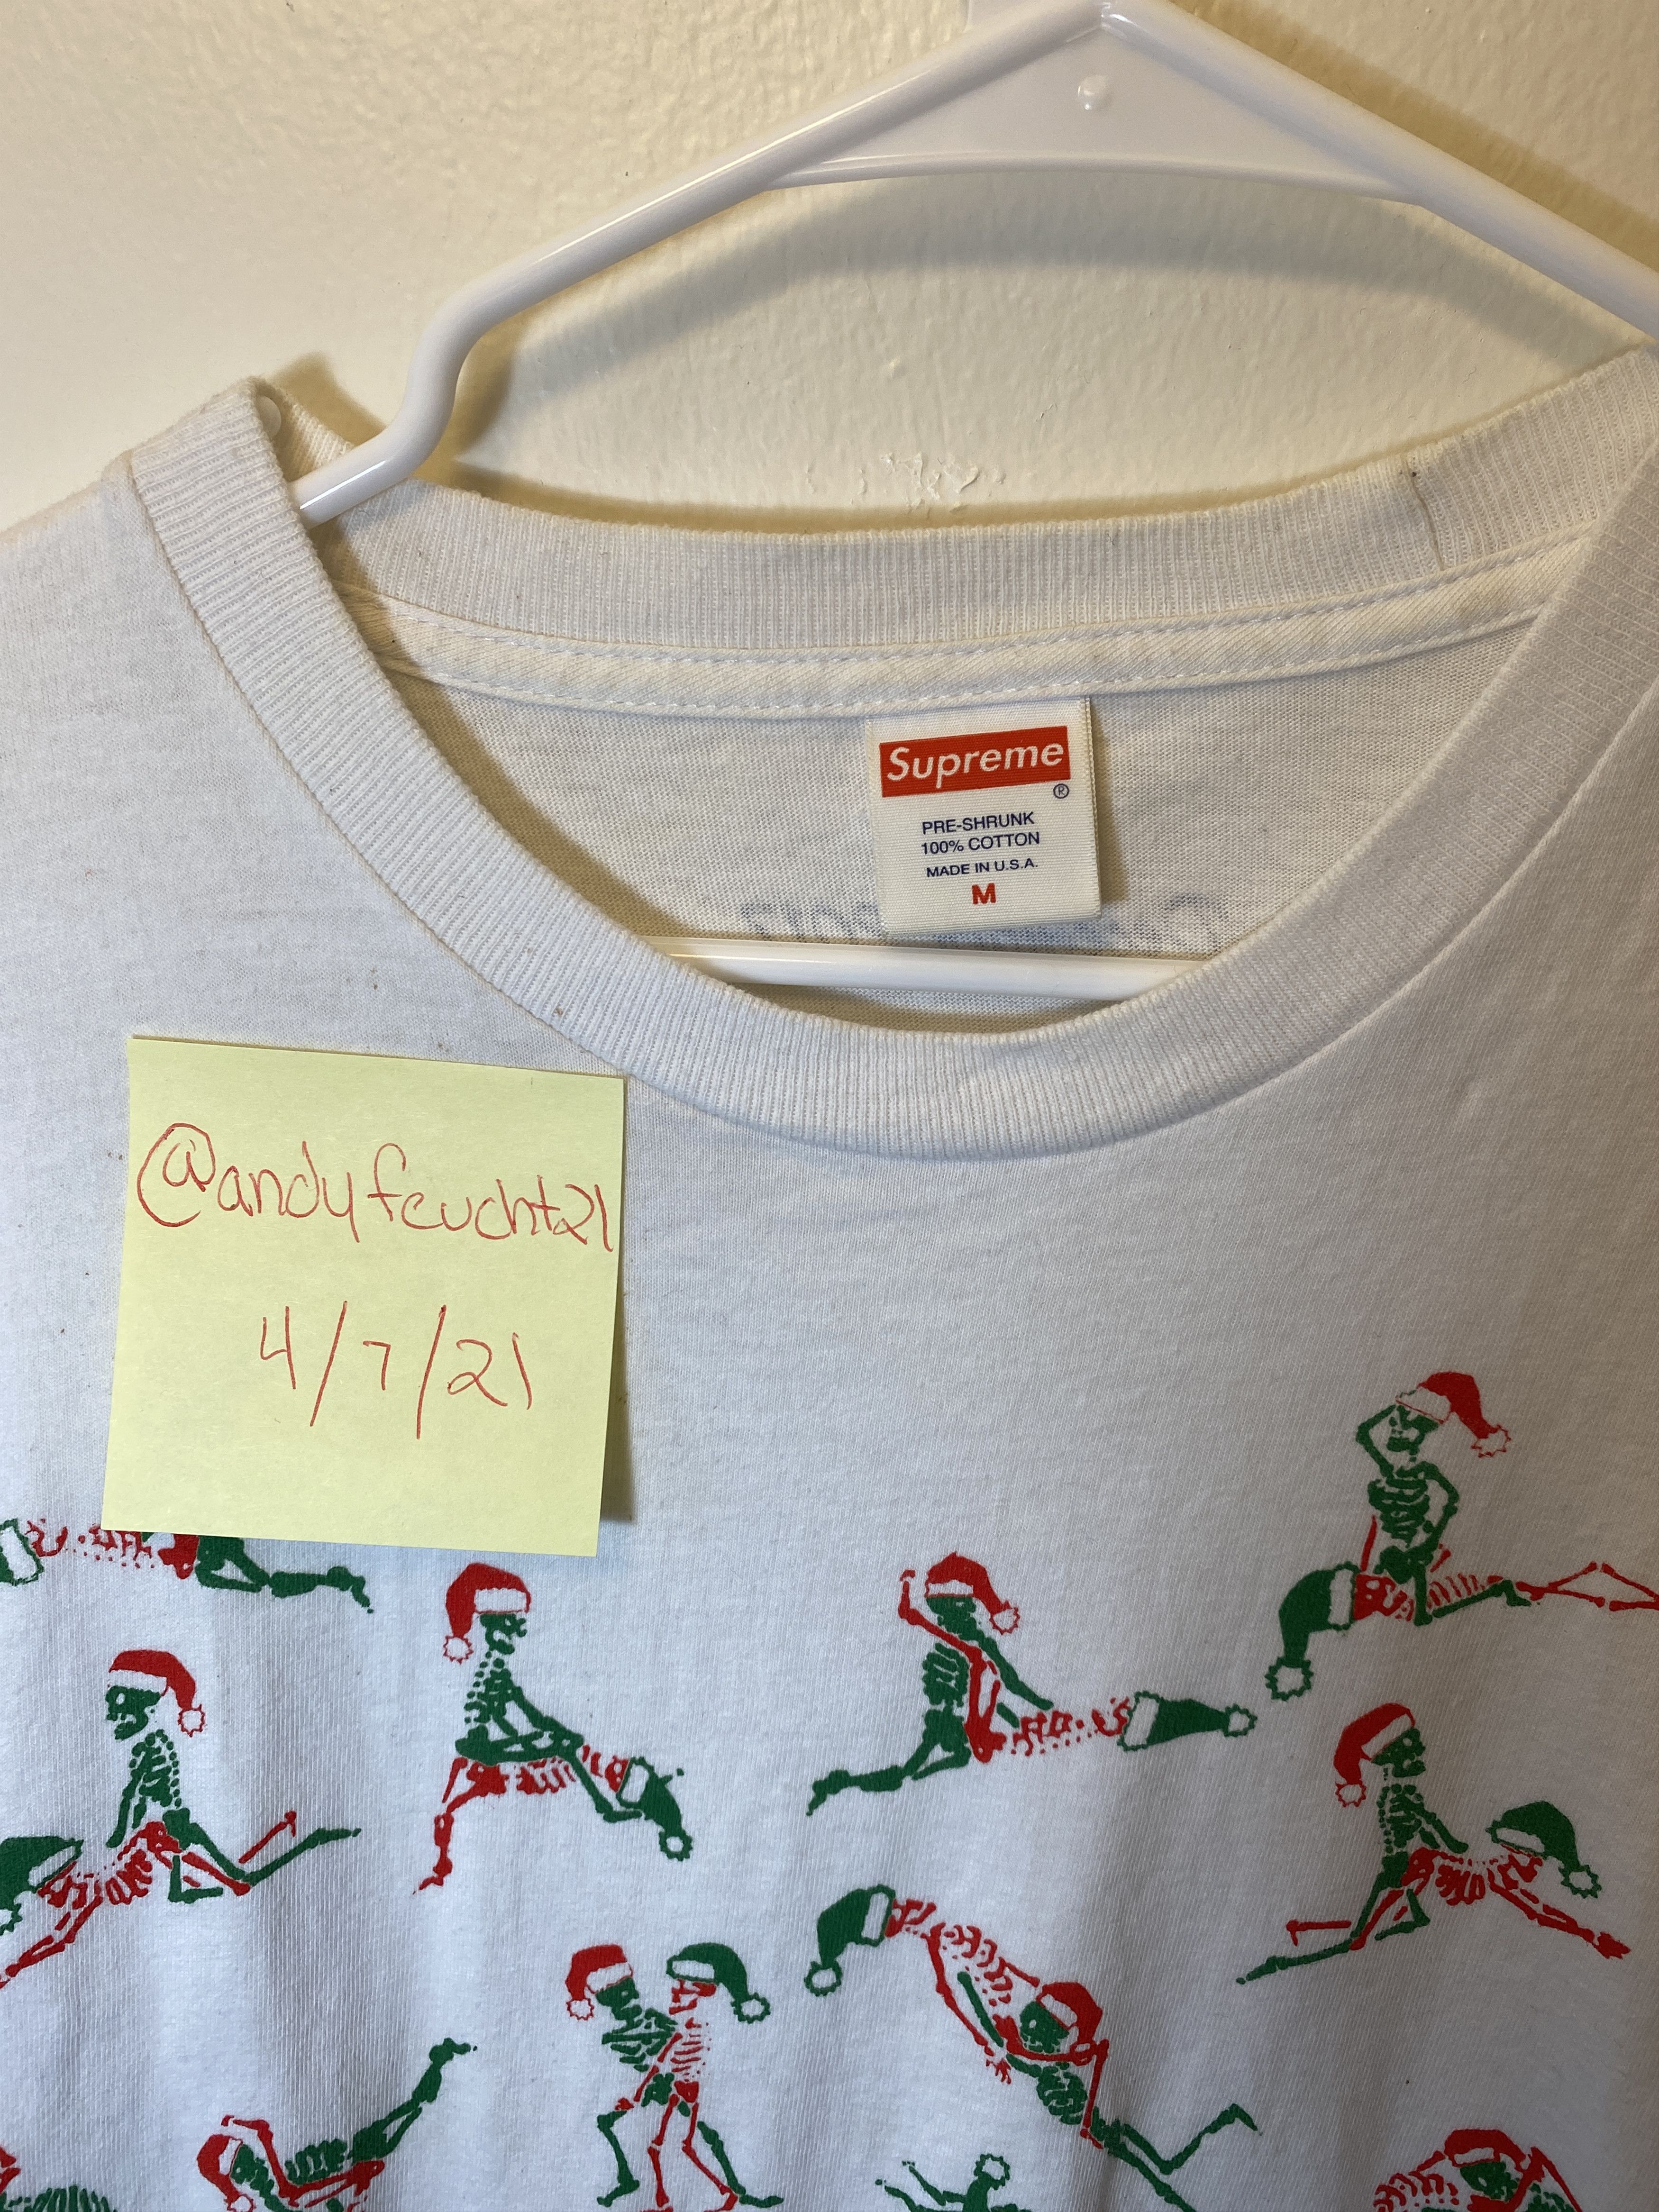 Supreme
®
PRE-SHRUNK
100% COTTON
MADE IN U.S.A.
M
@andyfeucht21
4/7/21